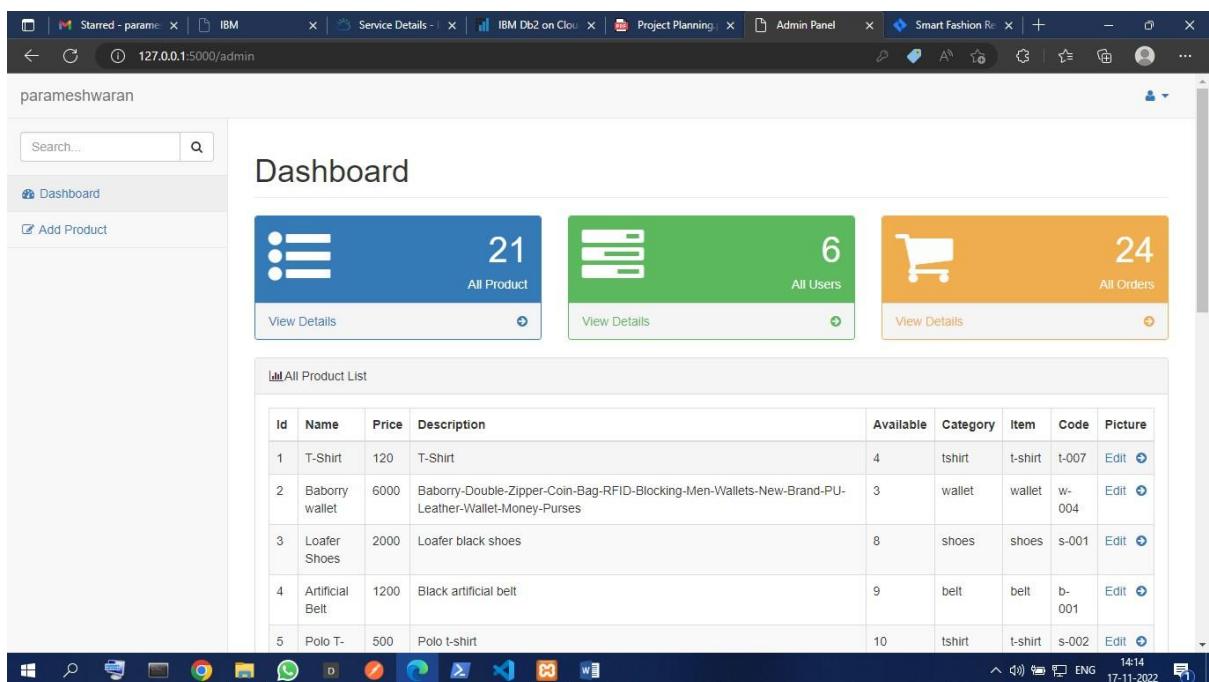 Starred - parame
IBM
Service Details - I
IBM Db2 on Clou
Project Planning.
Admin Panel
Smart Fashion Re
127.0.0.1:5000/admin
parameshwaran
Search...
Dashboard
Add Product
Dashboard
21
All Product
View Details
6
All Users
View Details
24
All Orders
View Details
All Product List
Id Name Price Description Available Category Item Code Picture
1 T-Shirt 120 T-Shirt 4 tshirt t-shirt t-007 Edit
2 Baborry wallet 6000 Baborry-Double-Zipper-Coin-Bag-RFID-Blocking-Men-Wallets-New-Brand-PU-Leather-Wallet-Money-Purses 3 wallet wallet w-004 Edit
3 Loafer Shoes 2000 Loafer black shoes 8 shoes shoes s-001 Edit
4 Artificial Belt 1200 Black artificial belt 9 belt belt b-001 Edit
5 Polo T- 500 Polo t-shirt 10 tshirt t-shirt s-002 Edit
ENG
14:14
17-11-2022